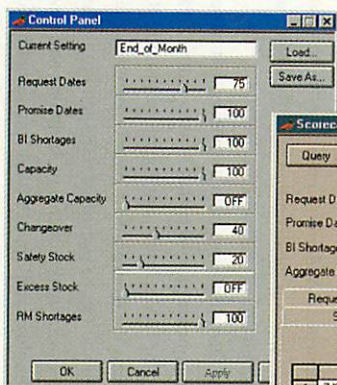 Control Panel
Current Setting End_of_Month
Load...
Save As...
Request Dates 75
Promise Dates 100
BI Shortages 100
Capacity 100
Aggregate Capacity OFF
Changeover 40
Safety Stock 20
Excess Stock OFF
RM Shortages 100
OK Cancel Apply
Scorec
Query
Request D
Promise Da
BI Shortag
Aggregate
Reque
S